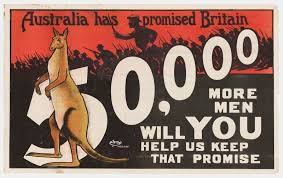 Australia has promised Britain
50,000
MORE
MEN
WILL YOU
HELP US KEEP
THAT PROMISE